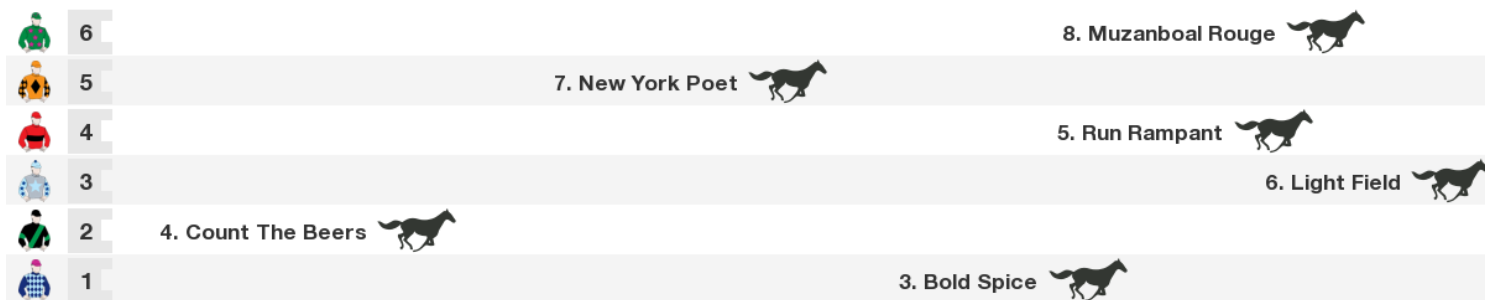 6 8. Muzanboal Rouge
5 7. New York Poet
4 5. Run Rampant
3 6. Light Field
2 4. Count The Beers
1 3. Bold Spice